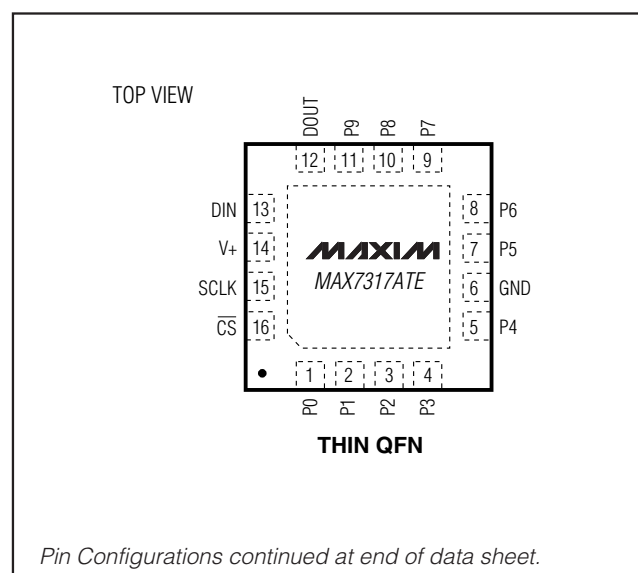 TOP VIEW
DOUT P9 P8 P7
12 11 10 9
DIN 13
V+ 14
SCLK 15
C̅S̅ 16
MAXIM
MAX7317ATE
8 P6
7 P5
6 GND
5 P4
1 2 3 4
P0 P1 P2 P3
THIN QFN
Pin Configurations continued at end of data sheet.